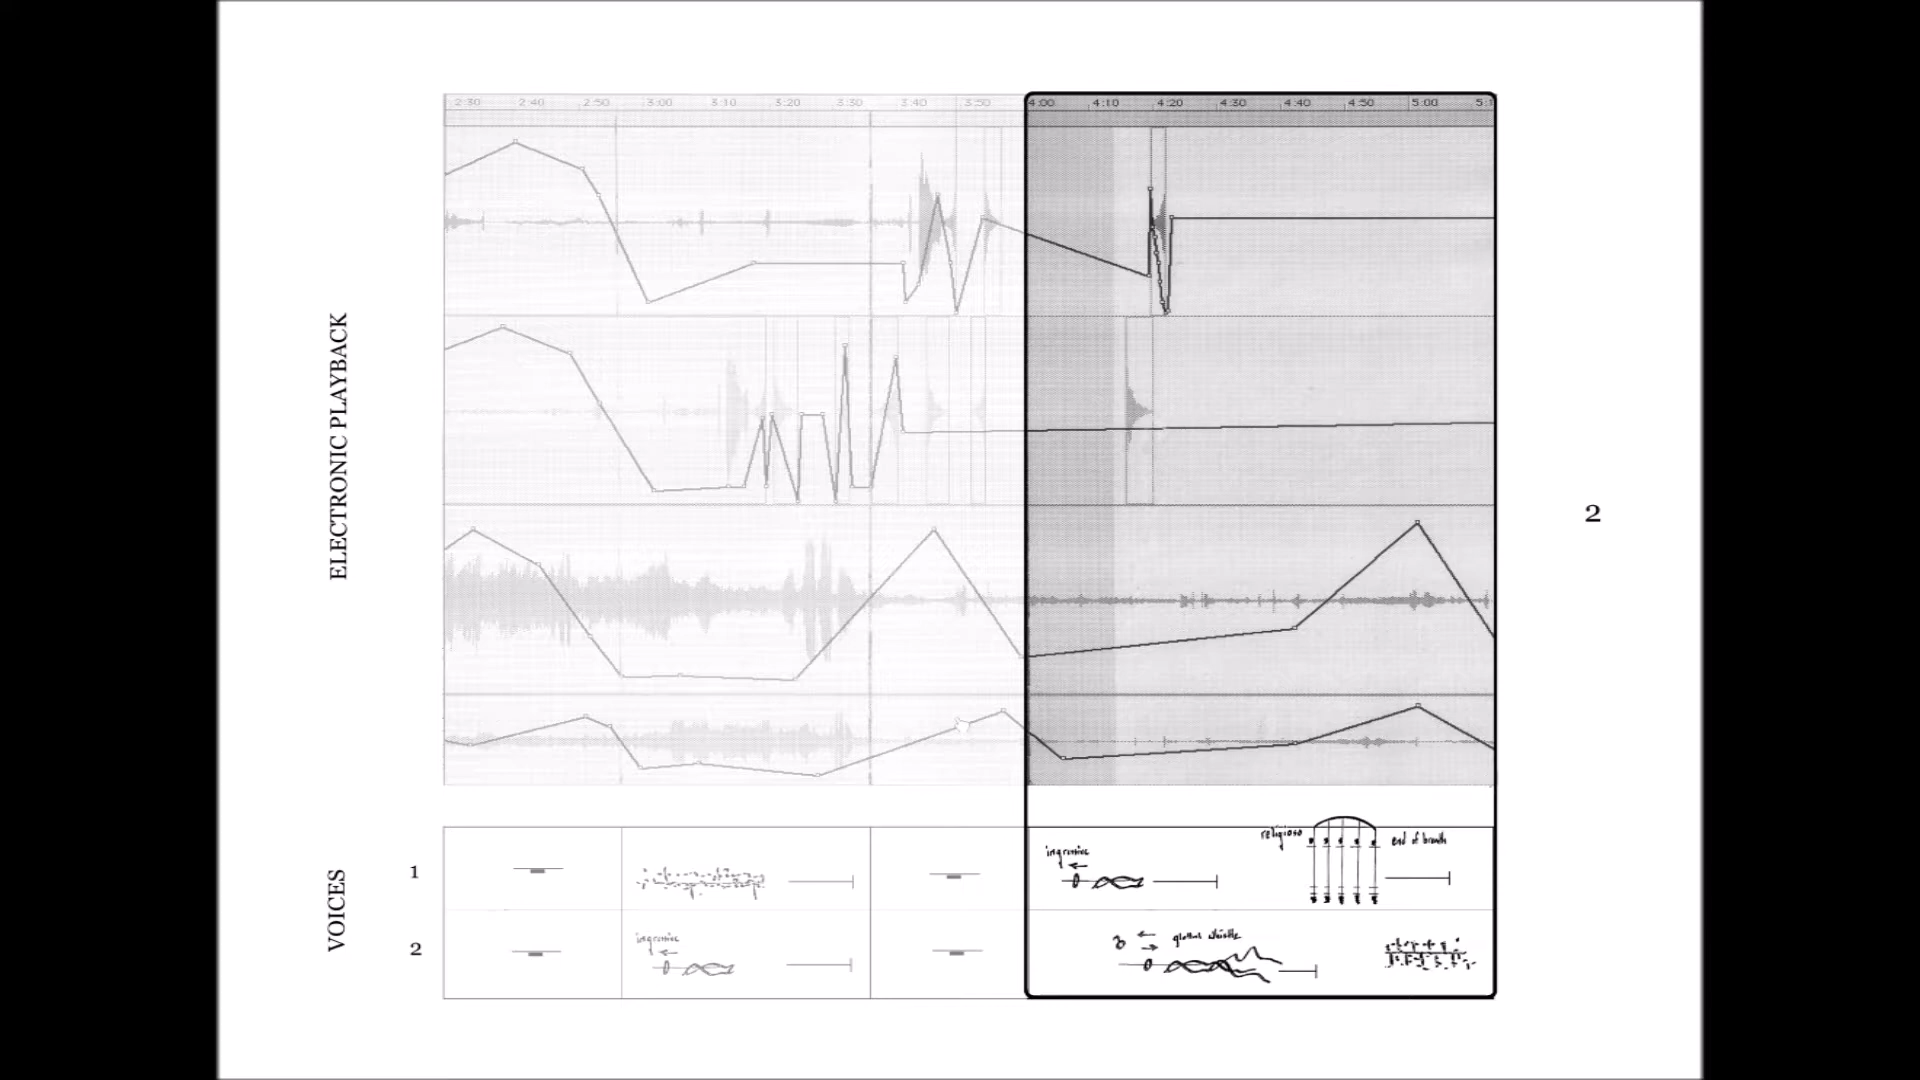 2:30 2:40 2:50 3:00 3:10 3:20 3:30 3:40 3:50 4:00 4:10 4:20 4:30 4:40 4:50 5:00 5:1
ELECTRONIC PLAYBACK
2
VOICES
1
religioso
end of breath
ingressive
2
ingressive
glottal whistle